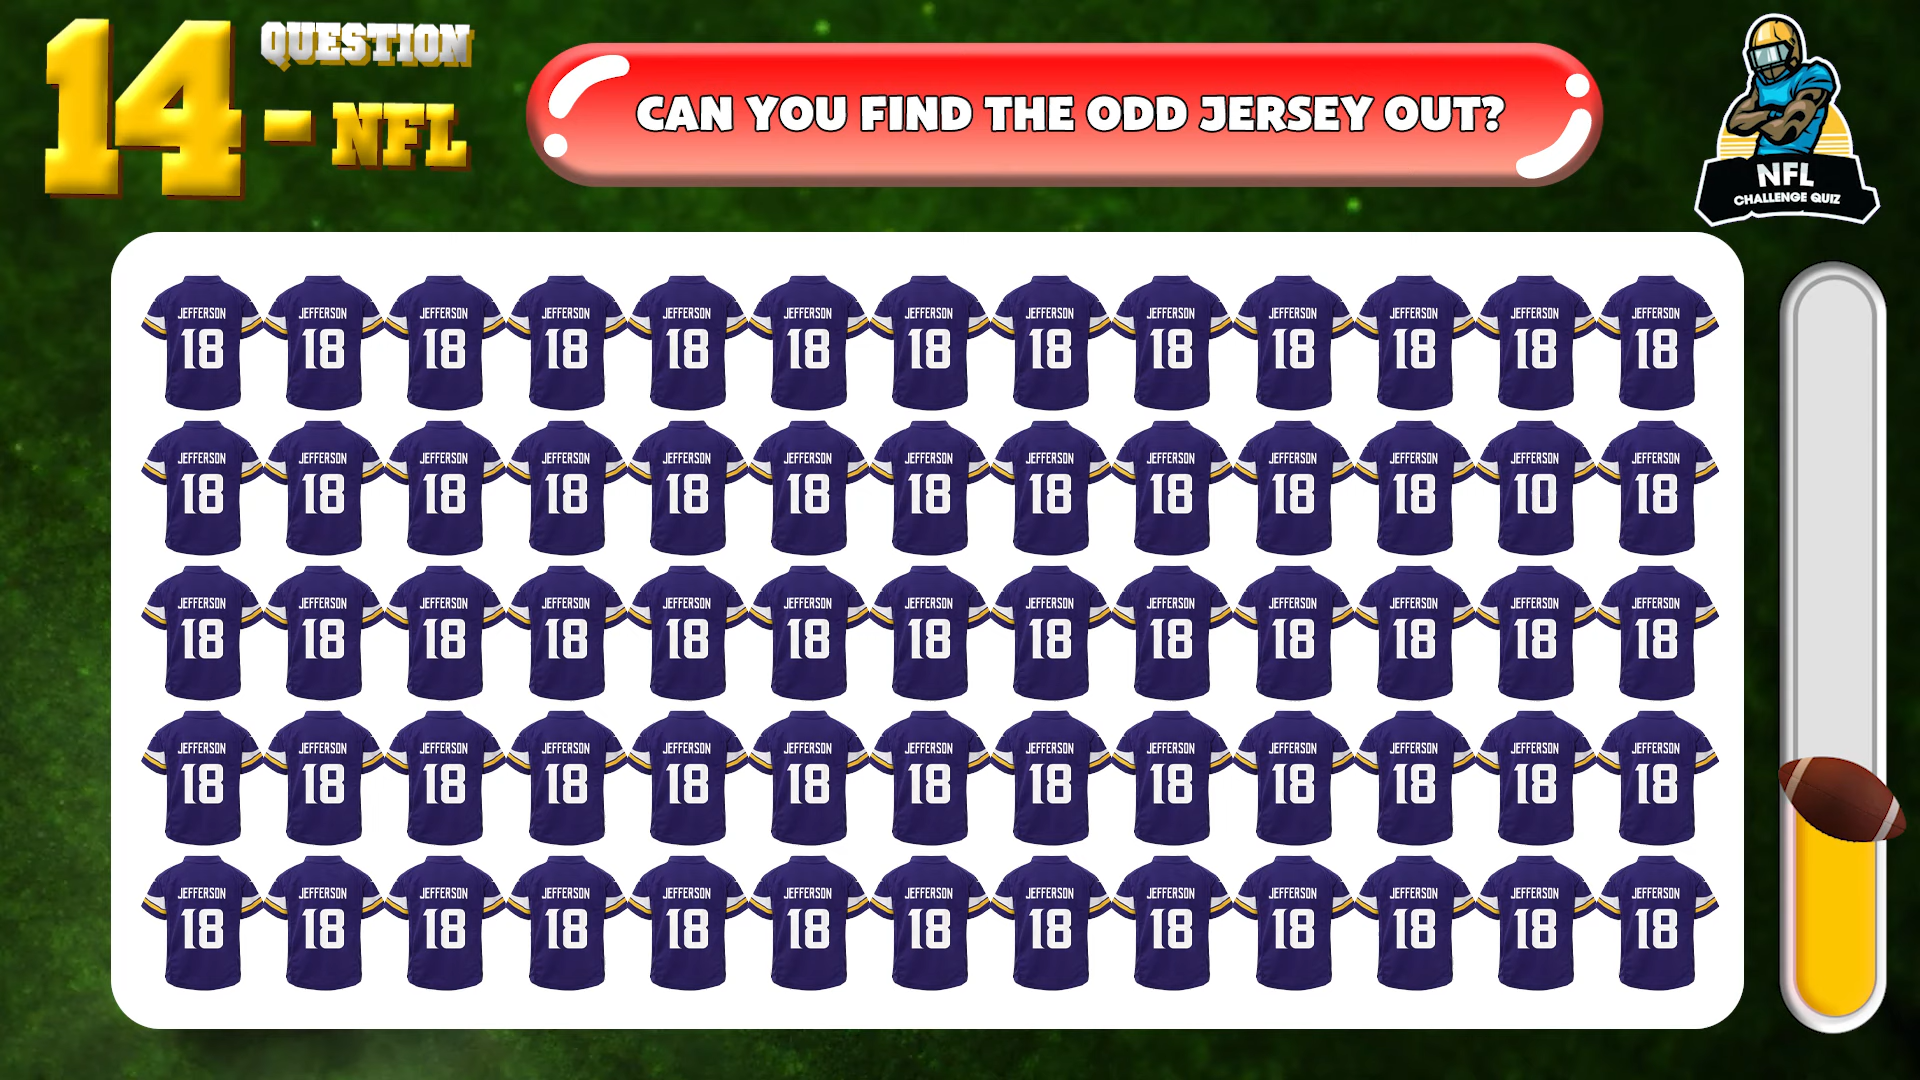 14 QUESTION
- NFL
CAN YOU FIND THE ODD JERSEY OUT?
NFL
CHALLENGE QUIZ
JEFFERSON JEFFERSON JEFFERSON JEFFERSON JEFFERSON JEFFERSON JEFFERSON JEFFERSON JEFFERSON JEFFERSON JEFFERSON JEFFERSON JEFFERSON
18 18 18 18 18 18 18 18 18 18 18 18 18
JEFFERSON JEFFERSON JEFFERSON JEFFERSON JEFFERSON JEFFERSON JEFFERSON JEFFERSON JEFFERSON JEFFERSON JEFFERSON JEFFERSON JEFFERSON
18 18 18 18 18 18 18 18 18 18 18 10 18
JEFFERSON JEFFERSON JEFFERSON JEFFERSON JEFFERSON JEFFERSON JEFFERSON JEFFERSON JEFFERSON JEFFERSON JEFFERSON JEFFERSON JEFFERSON
18 18 18 18 18 18 18 18 18 18 18 18 18
JEFFERSON JEFFERSON JEFFERSON JEFFERSON JEFFERSON JEFFERSON JEFFERSON JEFFERSON JEFFERSON JEFFERSON JEFFERSON JEFFERSON JEFFERSON
18 18 18 18 18 18 18 18 18 18 18 18 18
JEFFERSON JEFFERSON JEFFERSON JEFFERSON JEFFERSON JEFFERSON JEFFERSON JEFFERSON JEFFERSON JEFFERSON JEFFERSON JEFFERSON JEFFERSON
18 18 18 18 18 18 18 18 18 18 18 18 18